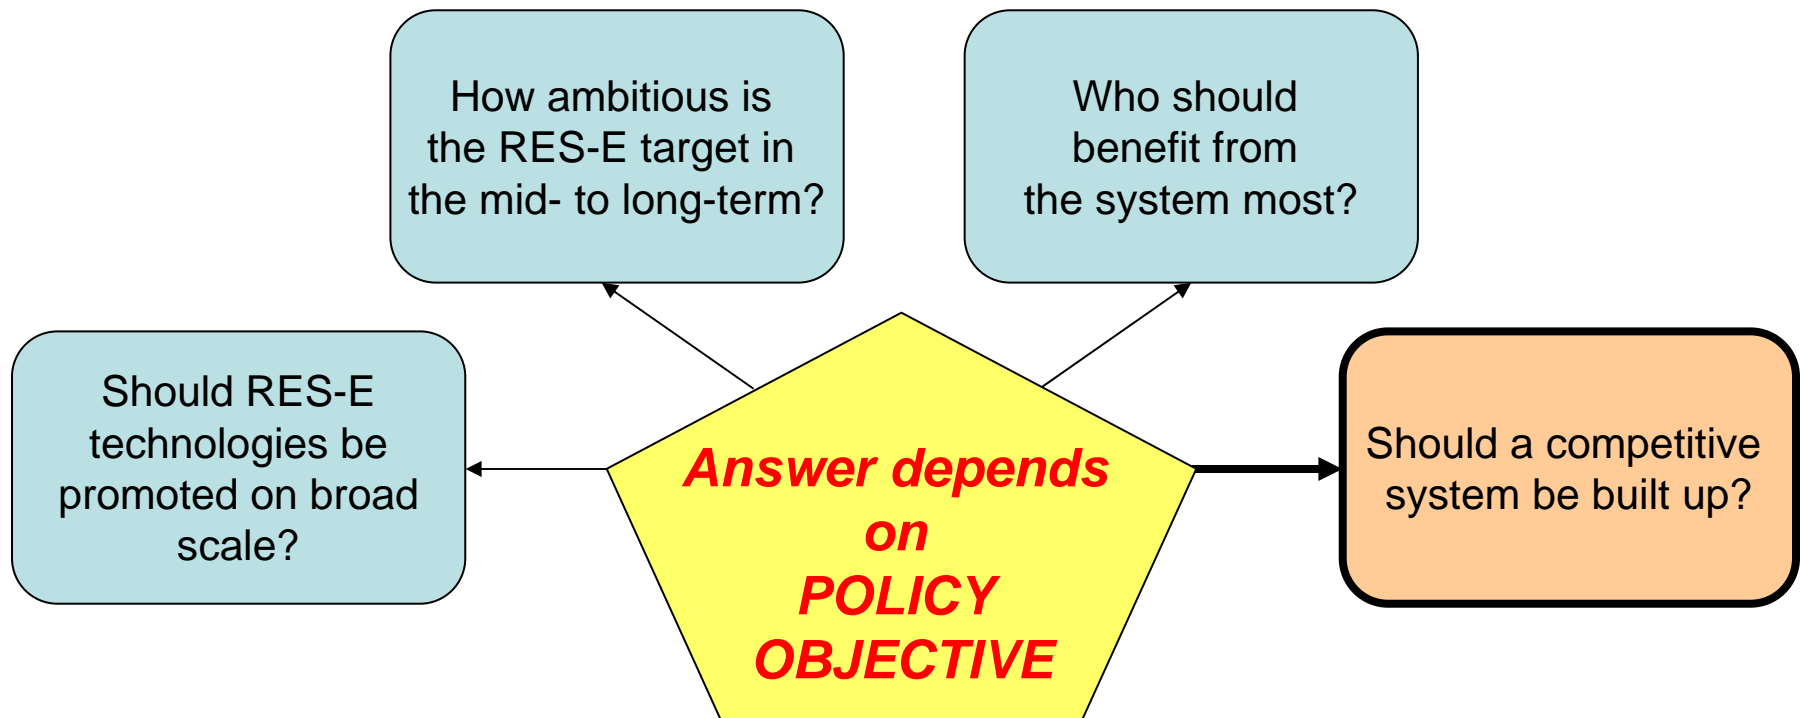 How ambitious is
the RES-E target in
the mid- to long-term?
Who should
benefit from
the system most?
Should RES-E
technologies be
promoted on broad
scale?
Answer depends
on
POLICY
OBJECTIVE
Should a competitive
system be built up?